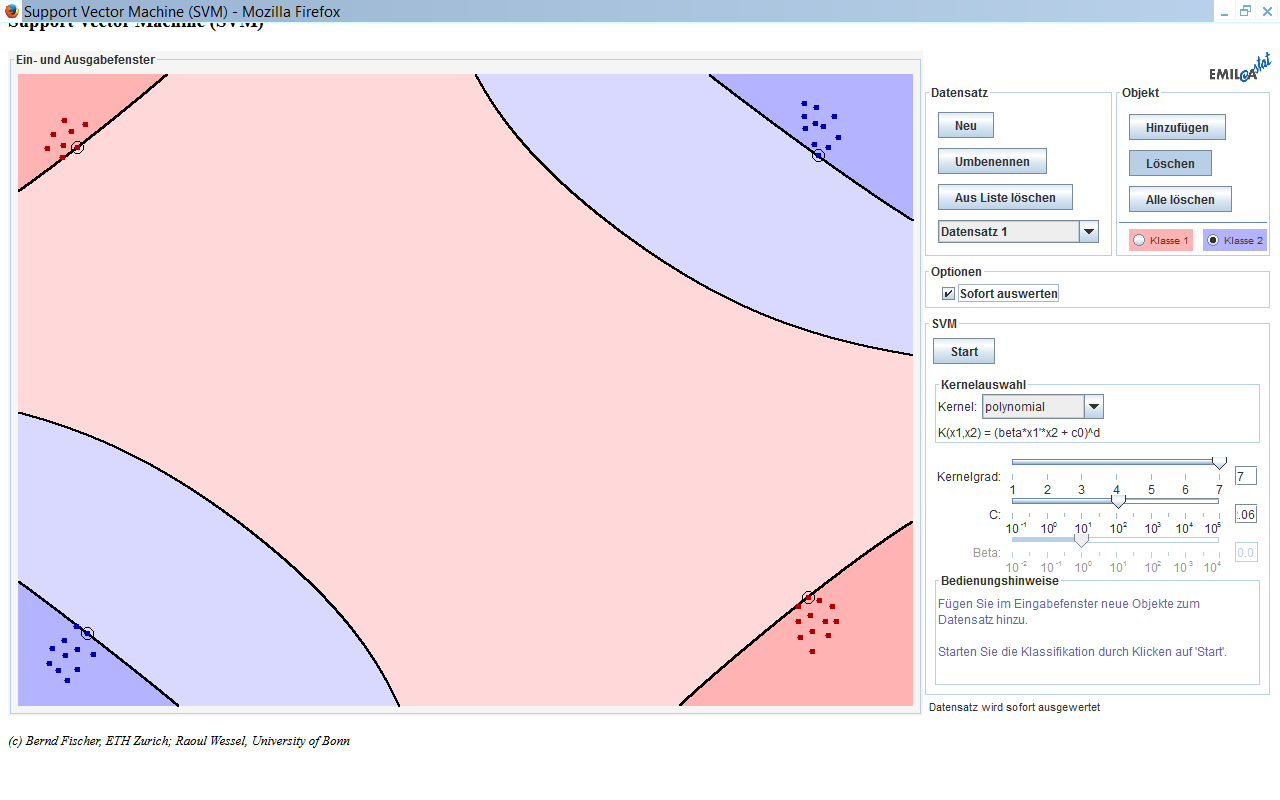 Support Vector Machine (SVM) - Mozilla Firefox
Support Vector Machine (SVM)
Ein- und Ausgabefenster
EMILeA stat
Datensatz
Neu
Umbenennen
Aus Liste löschen
Datensatz 1
Objekt
Hinzufügen
Löschen
Alle löschen
Klasse 1 Klasse 2
Optionen
Sofort auswerten
SVM
Start
Kernelauswahl
Kernel: polynomial
K(x1,x2) = (beta*x1'*x2 + c0)^d
Kernelgrad: 7
1 2 3 4 5 6 7
C: .06
10^-1 10^0 10^1 10^2 10^3 10^4 10^5
Beta: 0.0
10^-2 10^-1 10^0 10^1 10^2 10^3 10^4
Bedienungshinweise
Fügen Sie im Eingabefenster neue Objekte zum
Datensatz hinzu.
Starten Sie die Klassifikation durch Klicken auf 'Start'.
Datensatz wird sofort ausgewertet
(c) Bernd Fischer, ETH Zurich; Raoul Wessel, University of Bonn